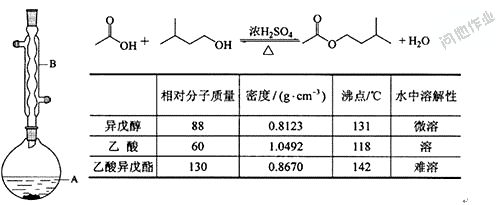 OH + OH 浓H2SO4 △ O O + H2O
问他作业
B
A
相对分子质量 密度/(g·cm⁻³) 沸点/℃ 水中溶解性
异戊醇 88 0.8123 131 微溶
乙酸 60 1.0492 118 溶
乙酸异戊酯 130 0.8670 142 难溶